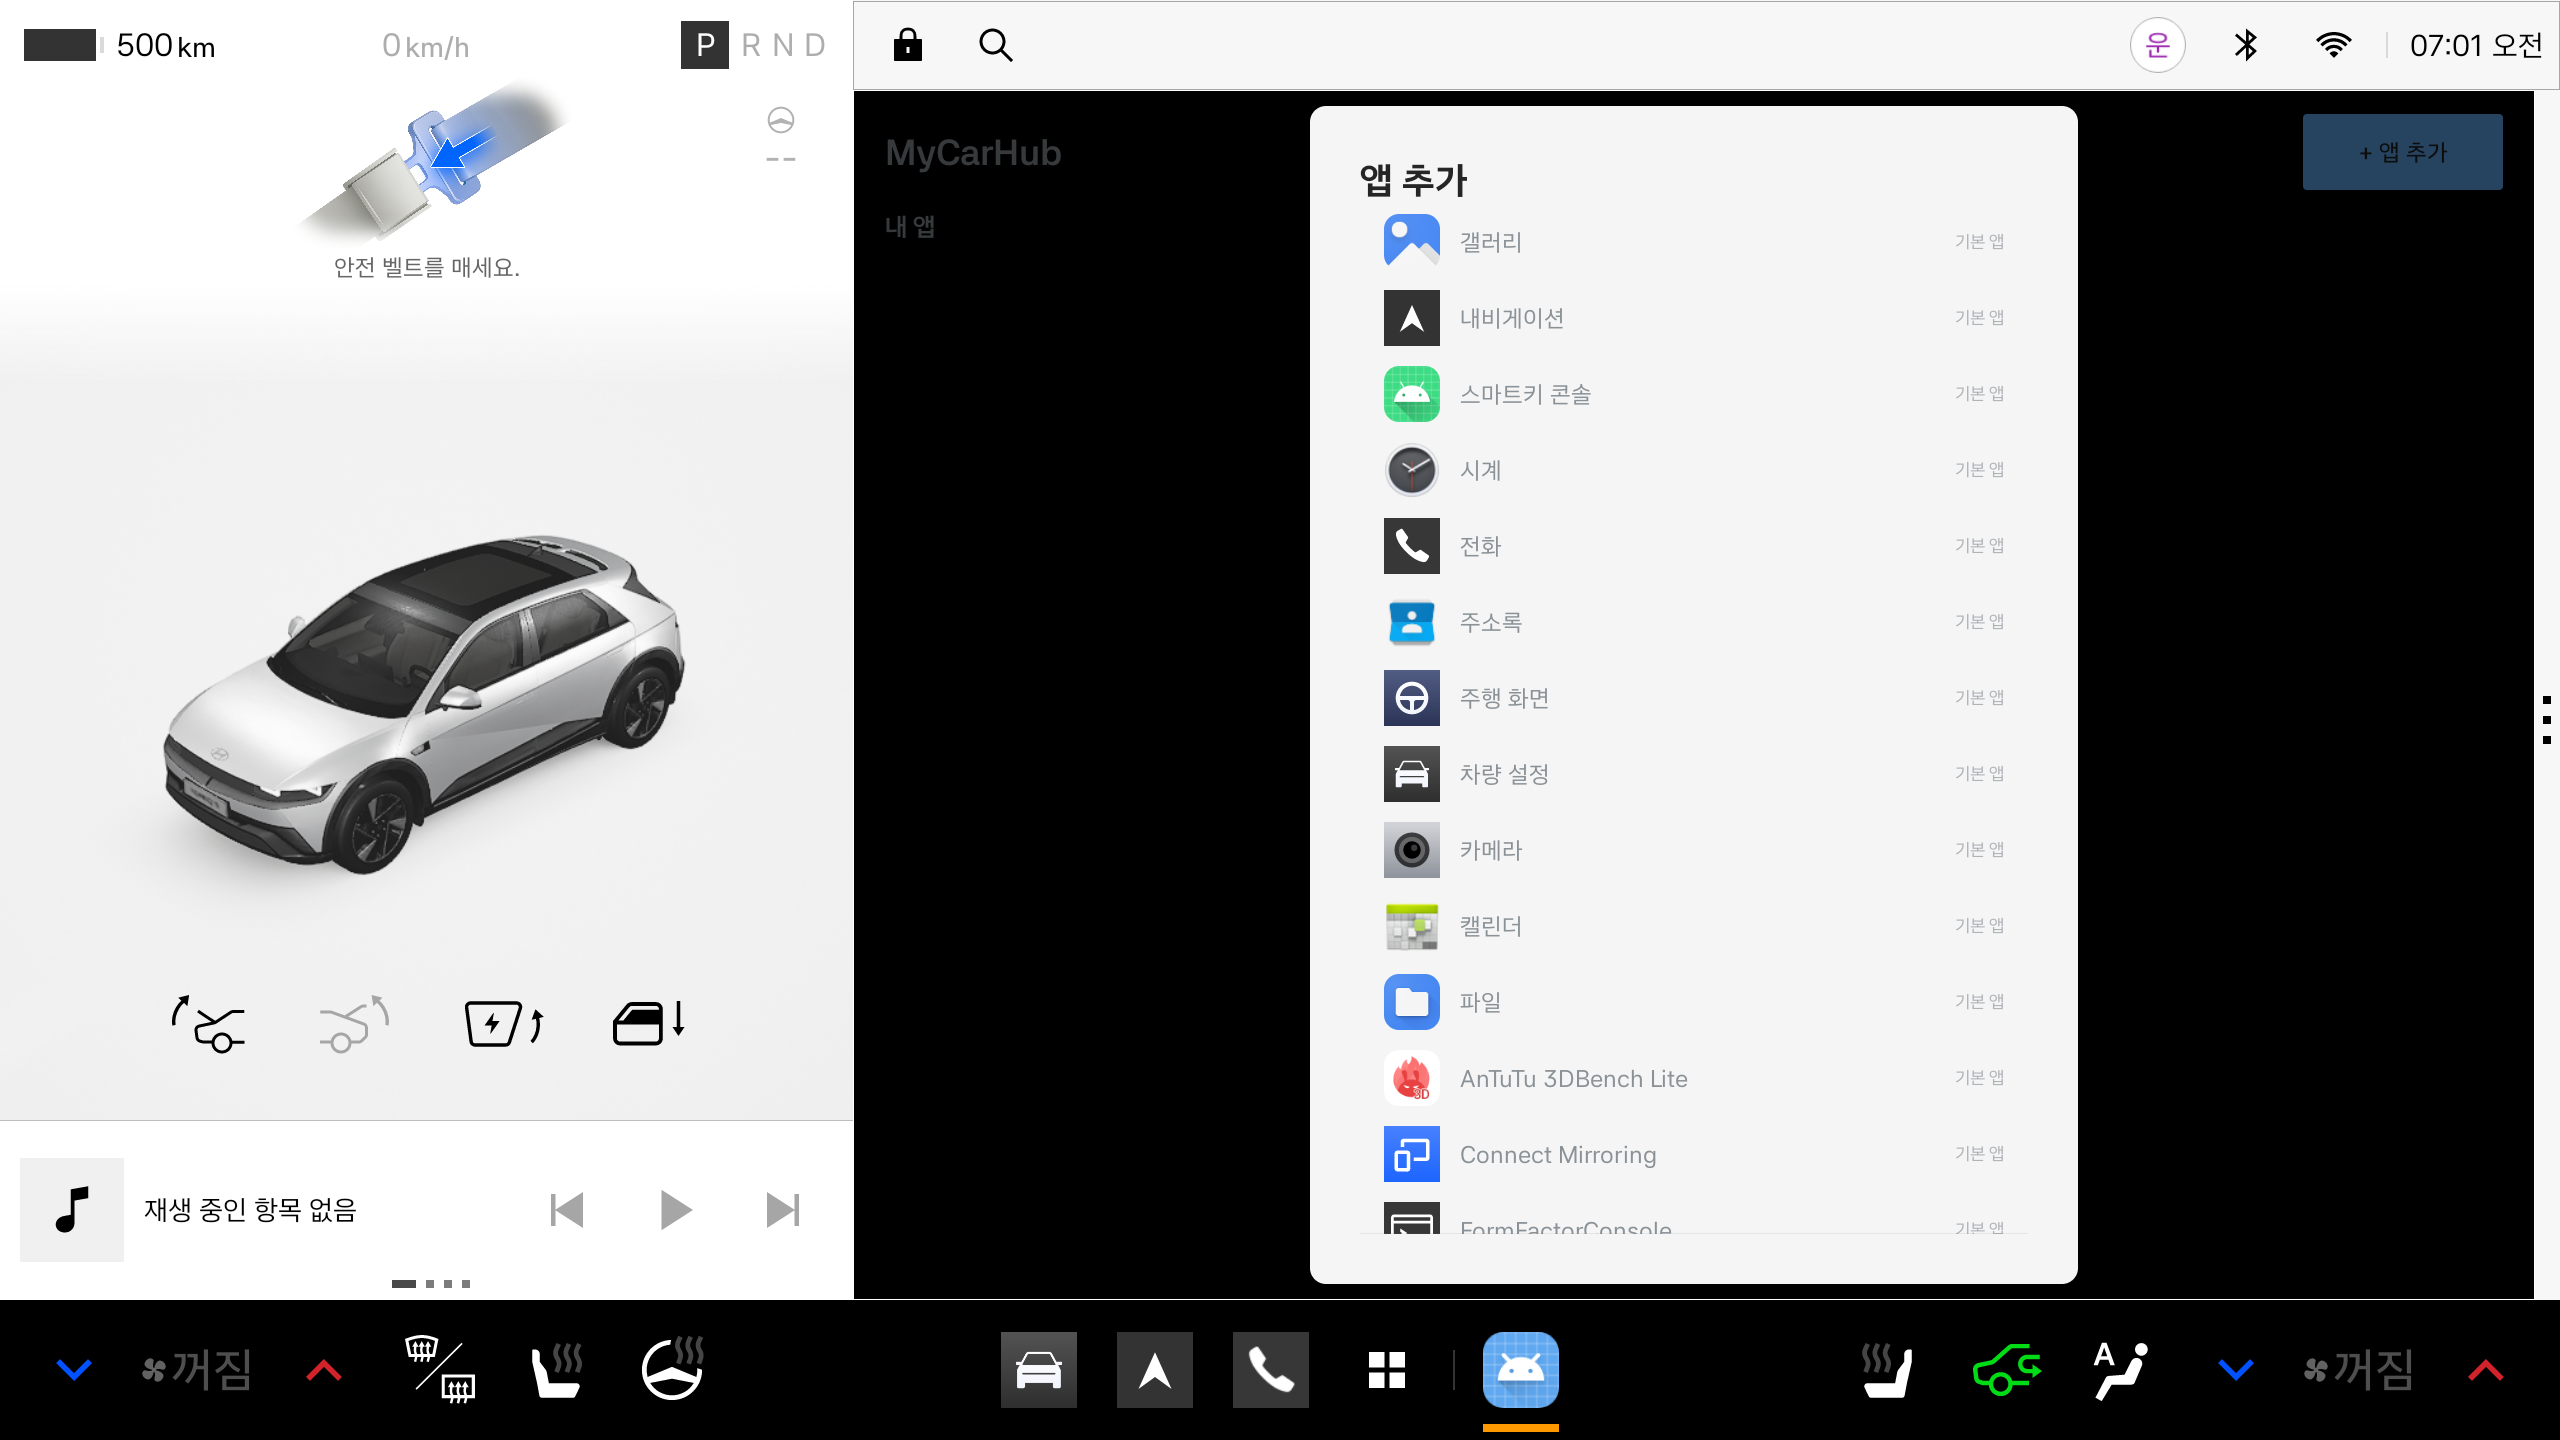 500 km
0 km/h
P R N D
--
안전 벨트를 매세요.
재생 중인 항목 없음
운
07:01 오전
MyCarHub
+ 앱 추가
내 앱
앱 추가
갤러리 기본 앱
내비게이션 기본 앱
스마트키 콘솔 기본 앱
시계 기본 앱
전화 기본 앱
주소록 기본 앱
주행 화면 기본 앱
차량 설정 기본 앱
카메라 기본 앱
캘린더 기본 앱
파일 기본 앱
3D
AnTuTu 3DBench Lite 기본 앱
Connect Mirroring 기본 앱
FormFactorConsole 기본 앱
꺼짐
A
꺼짐